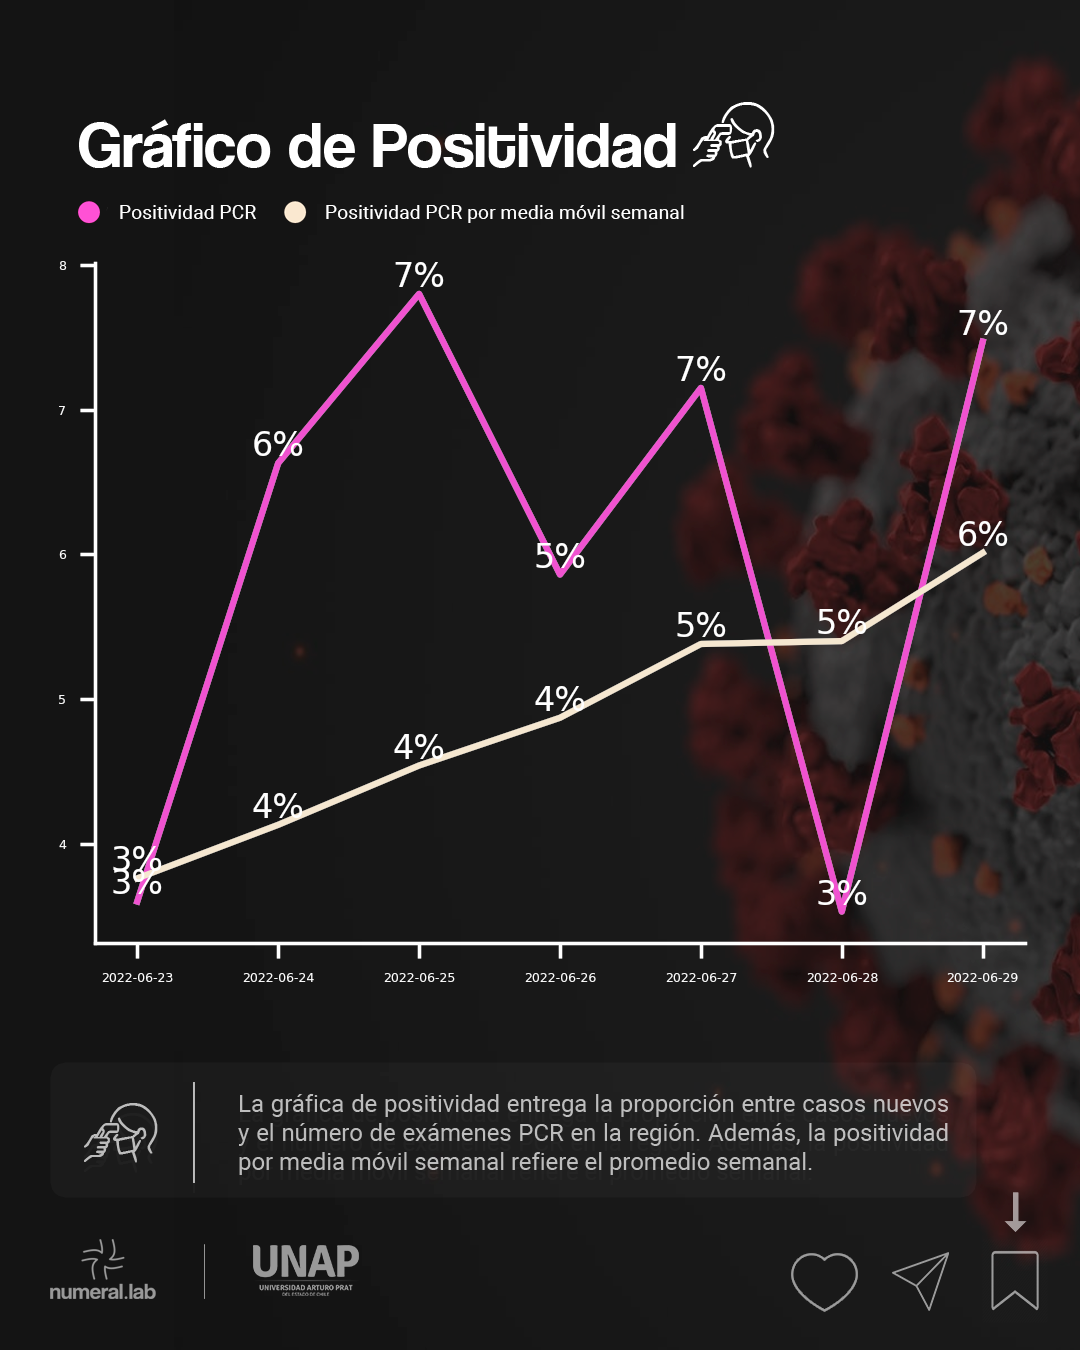 Gráfico de Positividad
Positividad PCR
Positividad PCR por media móvil semanal
8
7
6
5
4
7%
7%
7%
6%
6%
5%
5%
5%
4%
4%
4%
3%
3%
3%
2022-06-23
2022-06-24
2022-06-25
2022-06-26
2022-06-27
2022-06-28
2022-06-29
La gráfica de positividad entrega la proporción entre casos nuevos
y el número de exámenes PCR en la región. Además, la positividad
por media móvil semanal refiere el promedio semanal.
numeral.lab
UNAP
UNIVERSIDAD ARTURO PRAT
DEL ESTADO DE CHILE